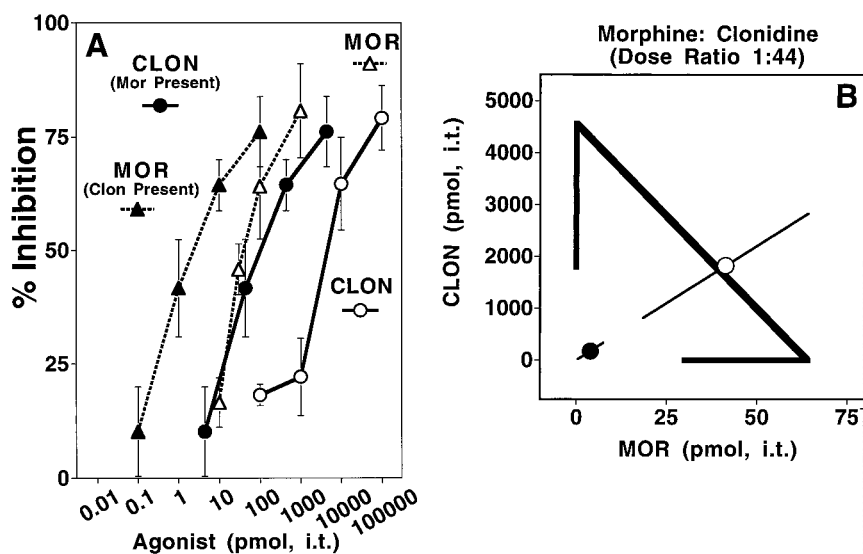 A
CLON
(Mor Present)
MOR
MOR
(Clon Present)
CLON
% Inhibition
100
75
50
25
0
0.01
0.1
1
10
100
1000
10000
100000
Agonist (pmol, i.t.)
Morphine: Clonidine
(Dose Ratio 1:44)
B
CLON (pmol, i.t.)
5000
4000
3000
2000
1000
0
0
25
50
75
MOR (pmol, i.t.)